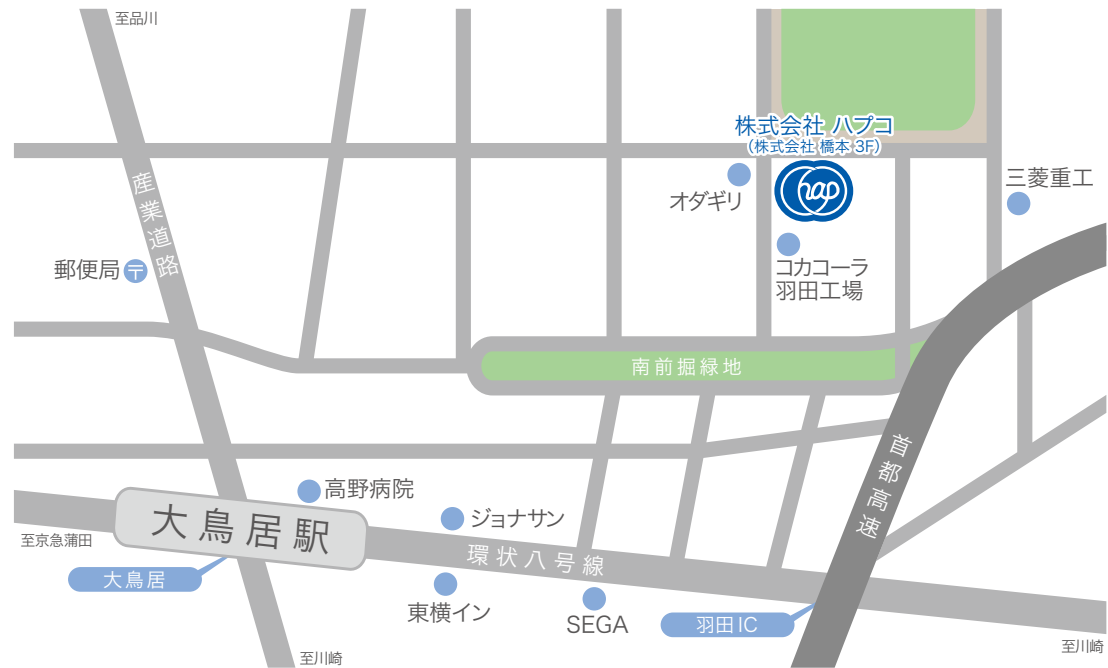 至品川
株式会社 ハプコ
(株式会社 橋本 3F)
hap
オダギリ
三菱重工
産業道路
郵便局
〒
コカコーラ
羽田工場
南前掘緑地
首都高速
高野病院
大鳥居駅
ジョナサン
至京急蒲田
環状八号線
大鳥居
東横イン
SEGA
羽田IC
至川崎
至川崎